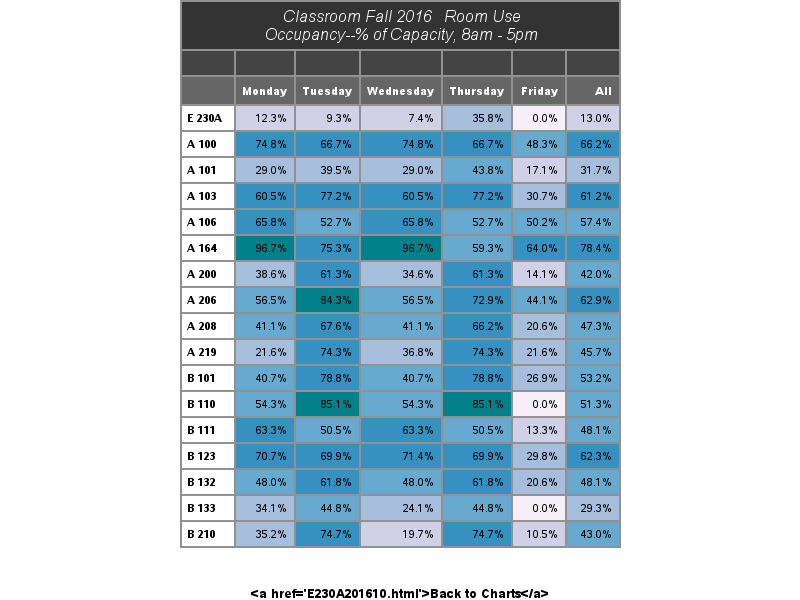 Classroom Fall 2016 Room Use
Occupancy--% of Capacity, 8am - 5pm
Monday Tuesday Wednesday Thursday Friday All
E 230A 12.3% 9.3% 7.4% 35.8% 0.0% 13.0%
A 100 74.8% 66.7% 74.8% 66.7% 48.3% 66.2%
A 101 29.0% 39.5% 29.0% 43.8% 17.1% 31.7%
A 103 60.5% 77.2% 60.5% 77.2% 30.7% 61.2%
A 106 65.8% 52.7% 65.8% 52.7% 50.2% 57.4%
A 164 96.7% 75.3% 96.7% 59.3% 64.0% 78.4%
A 200 38.6% 61.3% 34.6% 61.3% 14.1% 42.0%
A 206 56.5% 84.3% 56.5% 72.9% 44.1% 62.9%
A 208 41.1% 67.6% 41.1% 66.2% 20.6% 47.3%
A 219 21.6% 74.3% 36.8% 74.3% 21.6% 45.7%
B 101 40.7% 78.8% 40.7% 78.8% 26.9% 53.2%
B 110 54.3% 85.1% 54.3% 85.1% 0.0% 51.3%
B 111 63.3% 50.5% 63.3% 50.5% 13.3% 48.1%
B 123 70.7% 69.9% 71.4% 69.9% 29.8% 62.3%
B 132 48.0% 61.8% 48.0% 61.8% 20.6% 48.1%
B 133 34.1% 44.8% 24.1% 44.8% 0.0% 29.3%
B 210 35.2% 74.7% 19.7% 74.7% 10.5% 43.0%
&lt;a href='E230A201610.html'&gt;Back to Charts&lt;/a&gt;